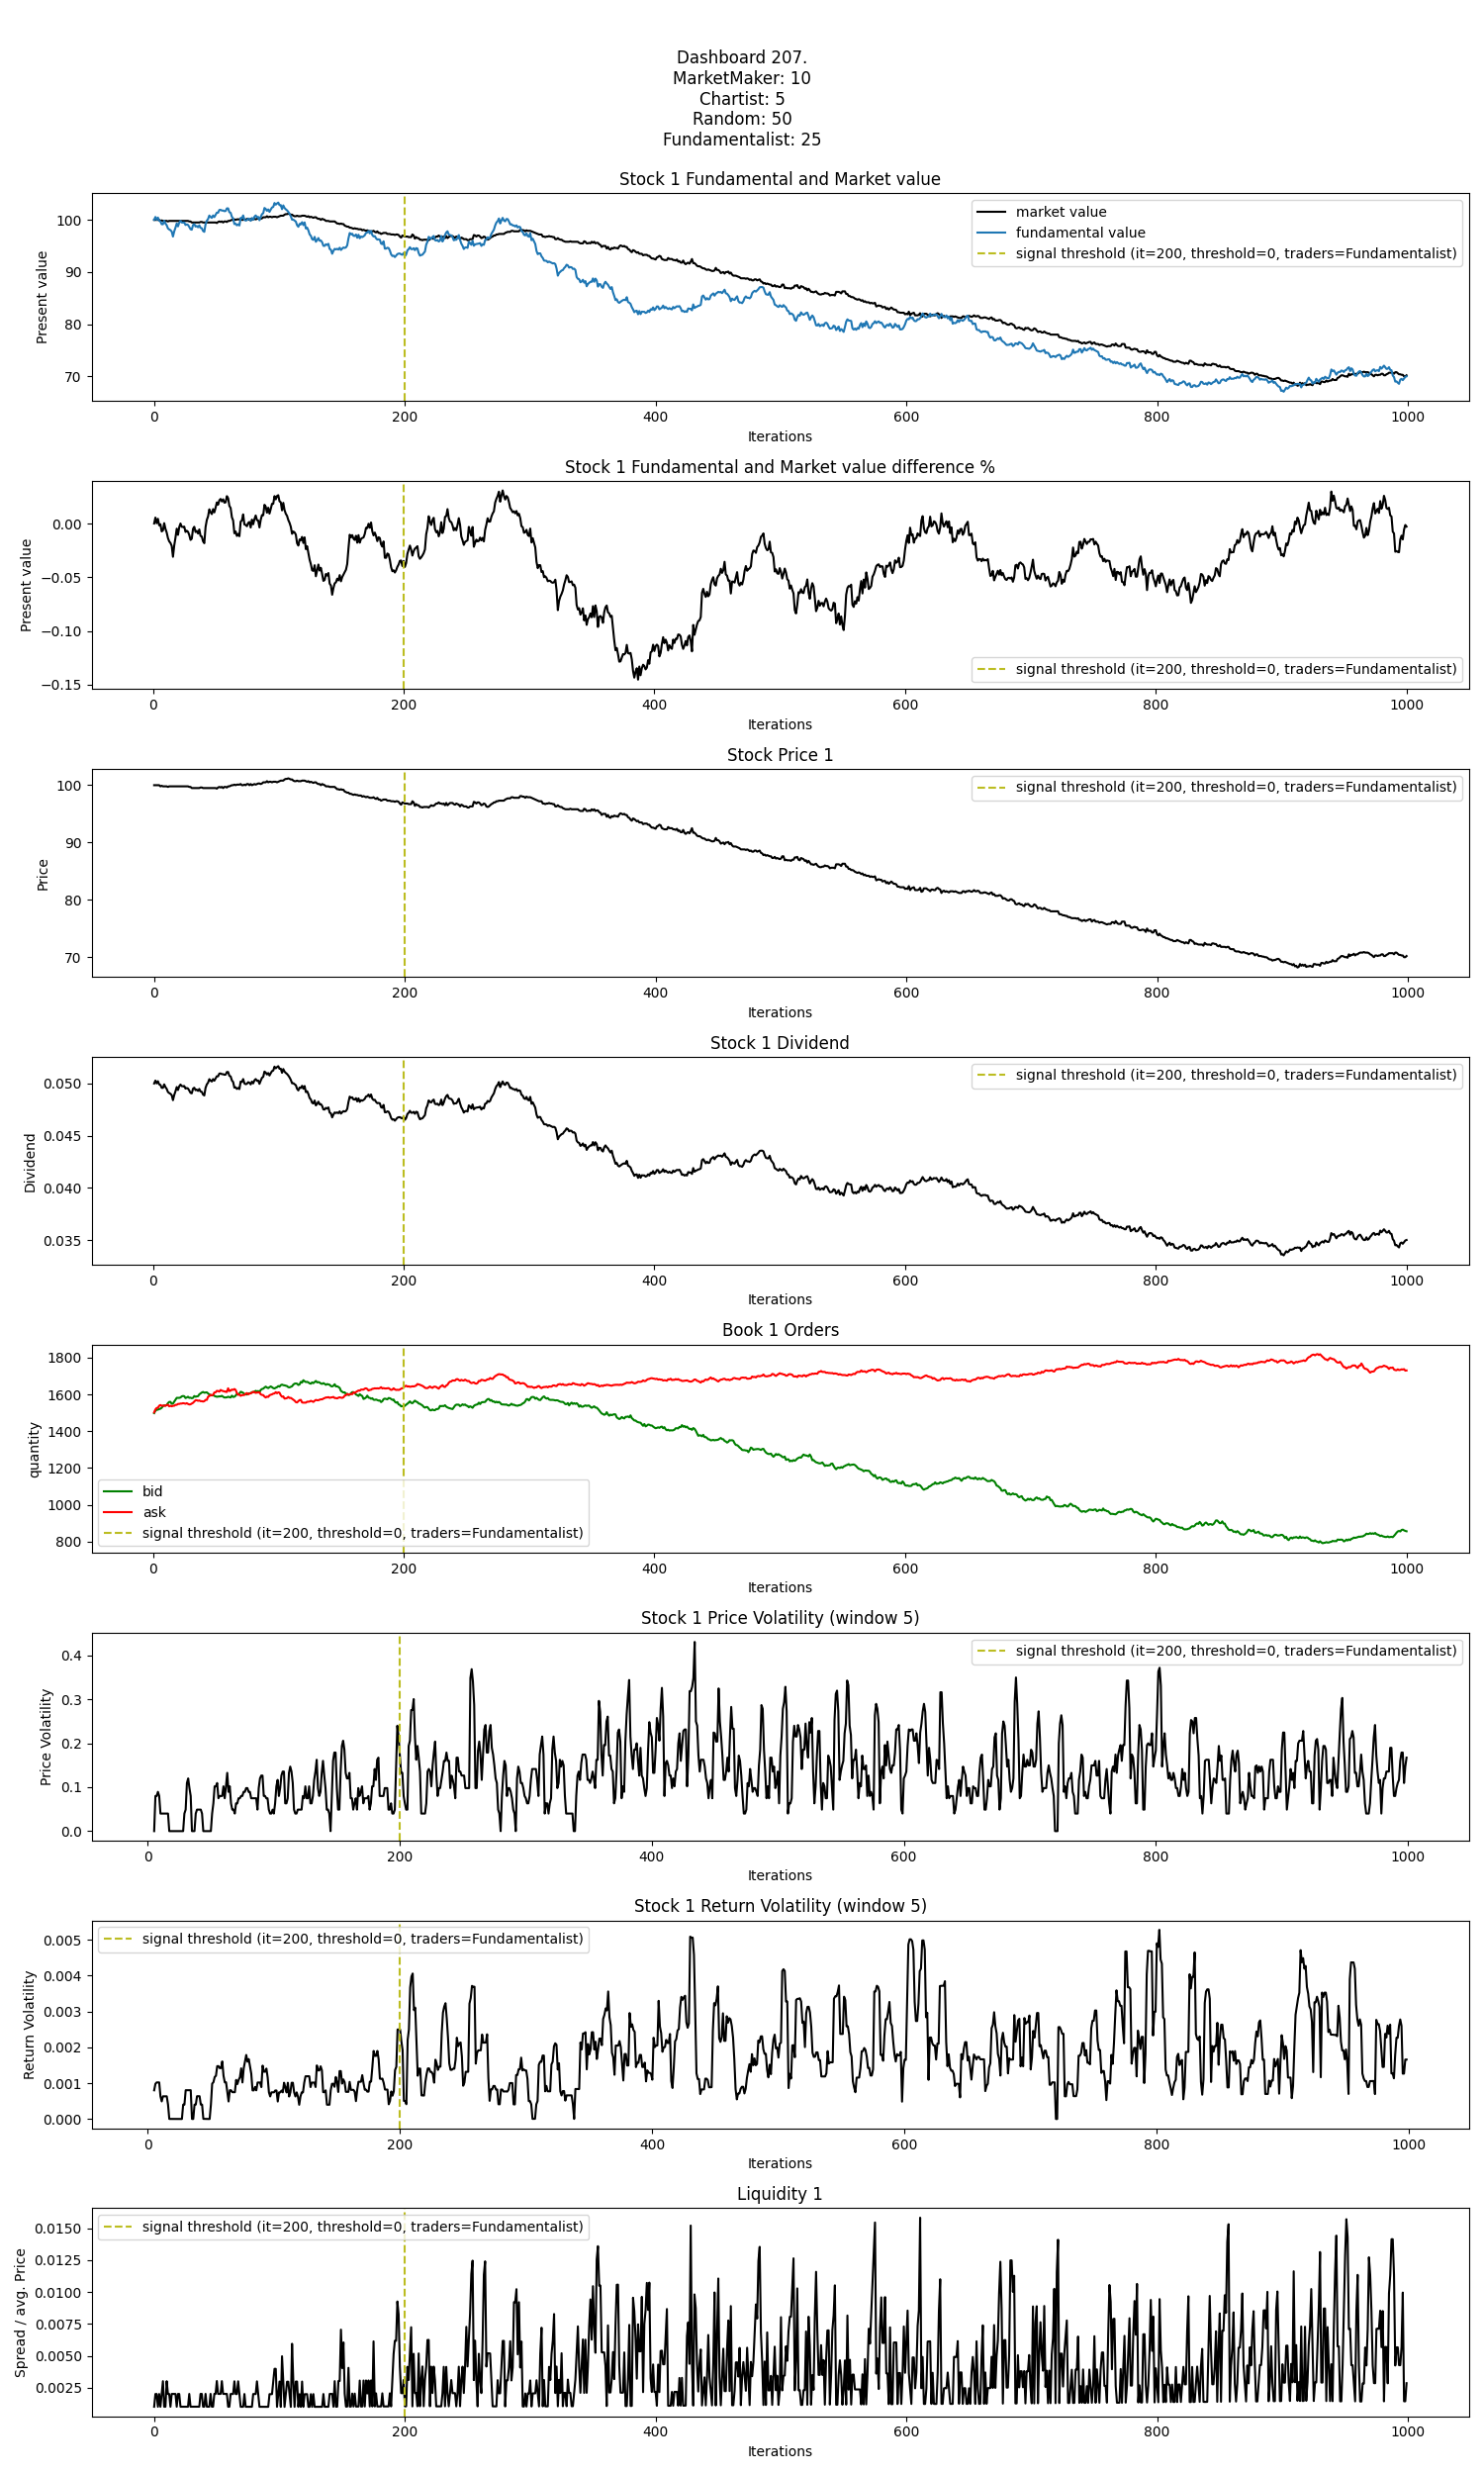 Dashboard 207.
MarketMaker: 10
Chartist: 5
Random: 50
Fundamentalist: 25
Stock 1 Fundamental and Market value
Present value
100
90
80
70
market value
fundamental value
signal threshold (it=200, threshold=0, traders=Fundamentalist)
0 200 400 600 800 1000
Iterations
Stock 1 Fundamental and Market value difference %
Present value
0.00
−0.05
−0.10
−0.15
signal threshold (it=200, threshold=0, traders=Fundamentalist)
0 200 400 600 800 1000
Iterations
Stock Price 1
Price
100
90
80
70
signal threshold (it=200, threshold=0, traders=Fundamentalist)
0 200 400 600 800 1000
Iterations
Stock 1 Dividend
Dividend
0.050
0.045
0.040
0.035
signal threshold (it=200, threshold=0, traders=Fundamentalist)
0 200 400 600 800 1000
Iterations
Book 1 Orders
quantity
1800
1600
1400
1200
1000
800
bid
ask
signal threshold (it=200, threshold=0, traders=Fundamentalist)
0 200 400 600 800 1000
Iterations
Stock 1 Price Volatility (window 5)
Price Volatility
0.4
0.3
0.2
0.1
0.0
signal threshold (it=200, threshold=0, traders=Fundamentalist)
0 200 400 600 800 1000
Iterations
Stock 1 Return Volatility (window 5)
Return Volatility
0.005
0.004
0.003
0.002
0.001
0.000
signal threshold (it=200, threshold=0, traders=Fundamentalist)
0 200 400 600 800 1000
Iterations
Liquidity 1
Spread / avg. Price
0.0150
0.0125
0.0100
0.0075
0.0050
0.0025
signal threshold (it=200, threshold=0, traders=Fundamentalist)
0 200 400 600 800 1000
Iterations